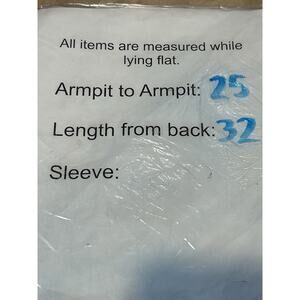 All items are measured while
lying flat.
Armpit to Armpit: 25
Length from back: 32
Sleeve: